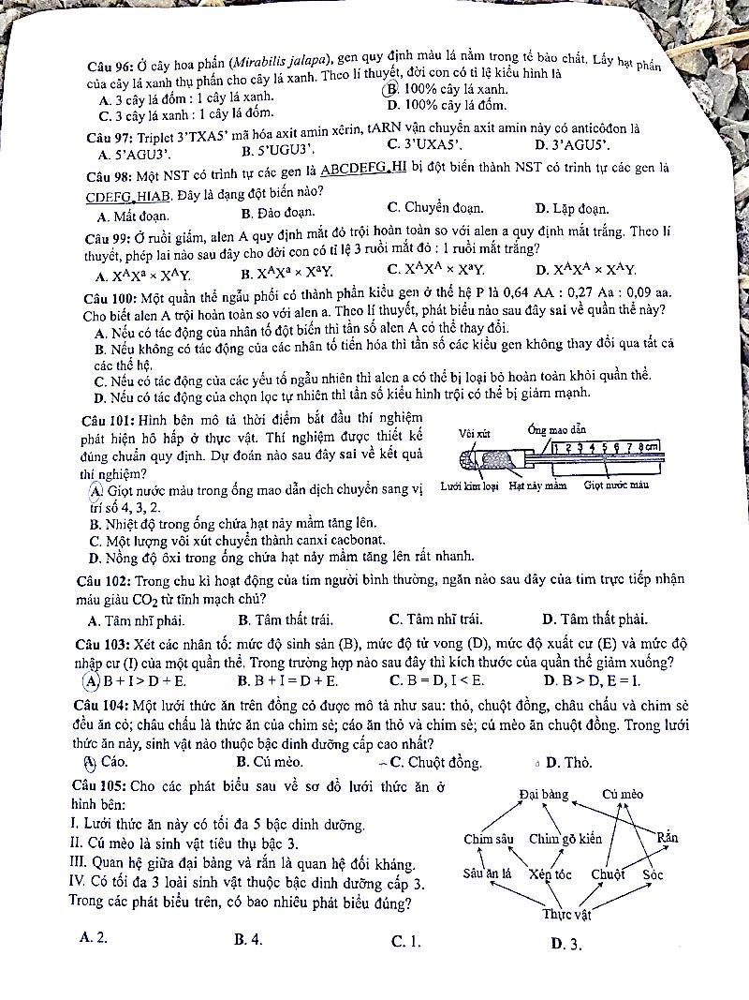 Câu 96: Ở cây hoa phấn (Mirabilis jalapa), gen quy định màu lá nằm trong tế bào chất. Lấy hạt phấn
của cây lá xanh thụ phấn cho cây lá xanh. Theo lí thuyết, đời con có tỉ lệ kiểu hình là
A. 3 cây lá đốm : 1 cây lá xanh. B. 100% cây lá xanh.
C. 3 cây lá xanh : 1 cây lá đốm. D. 100% cây lá đốm.
Câu 97: Triplet 3’TXA5’ mã hóa axit amin xêrin, tARN vận chuyển axit amin này có anticôđon là
A. 5’AGU3’. B. 5’UGU3’. C. 3’UXA5’. D. 3’AGU5’.
Câu 98: Một NST có trình tự các gen là ABCDEFG.HI bị đột biến thành NST có trình tự các gen là
CDEFG.HIAB. Đây là dạng đột biến nào?
A. Mất đoạn. B. Đảo đoạn. C. Chuyển đoạn. D. Lặp đoạn.
Câu 99: Ở ruồi giấm, alen A quy định mắt đỏ trội hoàn toàn so với alen a quy định mắt trắng. Theo lí
thuyết, phép lai nào sau đây cho đời con có tỉ lệ 3 ruồi mắt đỏ : 1 ruồi mắt trắng?
A. XᴬXᵃ × XᴬY. B. XᴬXᵃ × XᵃY. C. XᴬXᴬ × XᵃY. D. XᴬXᴬ × XᴬY.
Câu 100: Một quần thể ngẫu phối có thành phần kiểu gen ở thế hệ P là 0,64 AA : 0,27 Aa : 0,09 aa.
Cho biết alen A trội hoàn toàn so với alen a. Theo lí thuyết, phát biểu nào sau đây sai về quần thể này?
A. Nếu có tác động của nhân tố đột biến thì tần số alen A có thể thay đổi.
B. Nếu không có tác động của các nhân tố tiến hóa thì tần số các kiểu gen không thay đổi qua tất cả
các thế hệ.
C. Nếu có tác động của các yếu tố ngẫu nhiên thì alen a có thể bị loại bỏ hoàn toàn khỏi quần thể.
D. Nếu có tác động của chọn lọc tự nhiên thì tần số kiểu hình trội có thể bị giảm mạnh.
Câu 101: Hình bên mô tả thời điểm bắt đầu thí nghiệm
phát hiện hô hấp ở thực vật. Thí nghiệm được thiết kế
đúng chuẩn quy định. Dự đoán nào sau đây sai về kết quả
thí nghiệm?
A. Giọt nước màu trong ống mao dẫn dịch chuyển sang vị
trí số 4, 3, 2.
B. Nhiệt độ trong ống chứa hạt nảy mầm tăng lên.
C. Một lượng vôi xút chuyển thành canxi cacbonat.
D. Nồng độ ôxi trong ống chứa hạt nảy mầm tăng lên rất nhanh.
Vôi xút Ống mao dẫn
1 2 3 4 5 6 7 8 cm
Lưới kim loại Hạt nảy mầm Giọt nước màu
Câu 102: Trong chu kì hoạt động của tim người bình thường, ngăn nào sau đây của tim trực tiếp nhận
máu giàu CO₂ từ tĩnh mạch chủ?
A. Tâm nhĩ phải. B. Tâm thất trái. C. Tâm nhĩ trái. D. Tâm thất phải.
Câu 103: Xét các nhân tố: mức độ sinh sản (B), mức độ tử vong (D), mức độ xuất cư (E) và mức độ
nhập cư (I) của một quần thể. Trong trường hợp nào sau đây thì kích thước của quần thể giảm xuống?
A. B + I > D + E. B. B + I = D + E. C. B = D, I < E. D. B > D, E = I.
Câu 104: Một lưới thức ăn trên đồng cỏ được mô tả như sau: thỏ, chuột đồng, châu chấu và chim sẻ
đều ăn cỏ; châu chấu là thức ăn của chim sẻ; cáo ăn thỏ và chim sẻ; cú mèo ăn chuột đồng. Trong lưới
thức ăn này, sinh vật nào thuộc bậc dinh dưỡng cấp cao nhất?
A. Cáo. B. Cú mèo. C. Chuột đồng. D. Thỏ.
Câu 105: Cho các phát biểu sau về sơ đồ lưới thức ăn ở
hình bên:
I. Lưới thức ăn này có tối đa 5 bậc dinh dưỡng.
II. Cú mèo là sinh vật tiêu thụ bậc 3.
III. Quan hệ giữa đại bàng và rắn là quan hệ đối kháng.
IV. Có tối đa 3 loài sinh vật thuộc bậc dinh dưỡng cấp 3.
Trong các phát biểu trên, có bao nhiêu phát biểu đúng?
Đại bàng Cú mèo
Chim sâu Chim gõ kiến Rắn
Sâu ăn lá Xén tóc Chuột Sóc
Thực vật
A. 2. B. 4. C. 1. D. 3.